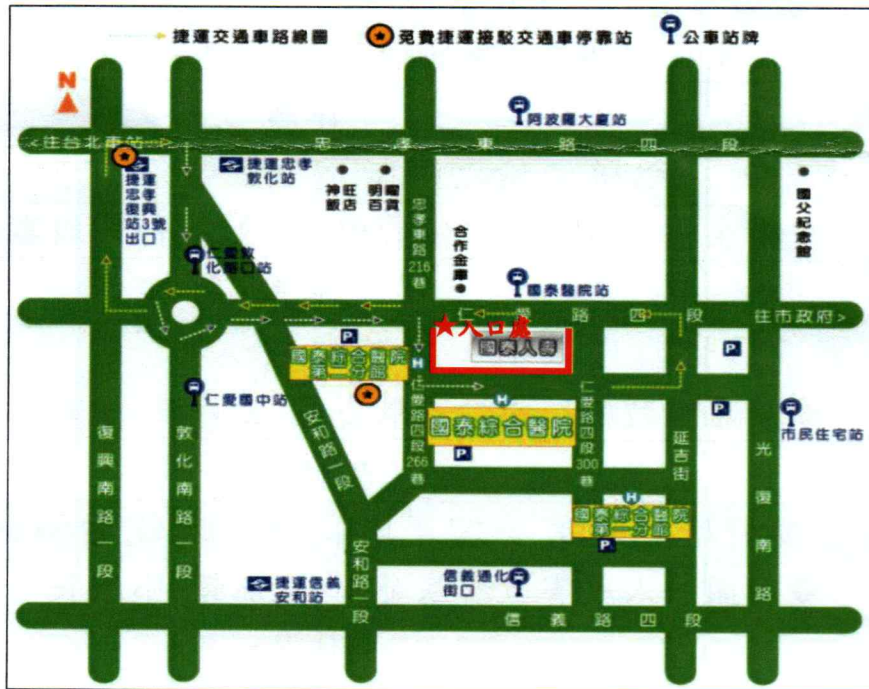 捷運交通車路線圖
免費捷運接駁交通車停靠站
公車站牌
N
阿波羅大廈站
<往台北車站
忠孝東路四段
捷運
忠孝
復興
站3號
出口
捷運忠孝
敦化站
神旺
飯店
明曜
百貨
忠孝東路216巷
合作金庫
國父紀念館
仁愛敦
化路口站
國泰醫院站
仁愛路四段
往市政府>
★入口處
國泰人壽
P
國泰綜合醫院
第一分館
H
P
仁愛國中站
仁愛路四段266巷
H
仁愛路四段300巷
P
國泰綜合醫院
P
市民住宅站
安和路一段
延吉街
H
國泰綜合醫院
第一分館
P
復興南路一段
敦化南路一段
光復南路
安和路一段
捷運信義
安和站
信義通化
街口
信義路四段